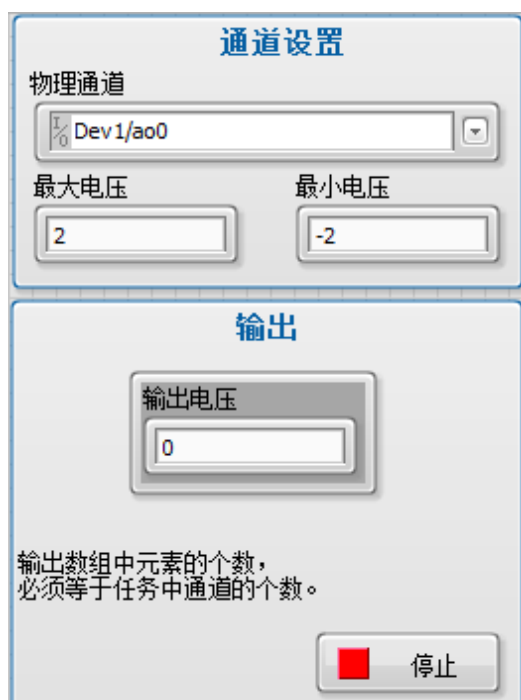 通道设置
物理通道
I/O Dev1/ao0
最大电压
最小电压
2
-2
输出
输出电压
0
输出数组中元素的个数，
必须等于任务中通道的个数。
停止